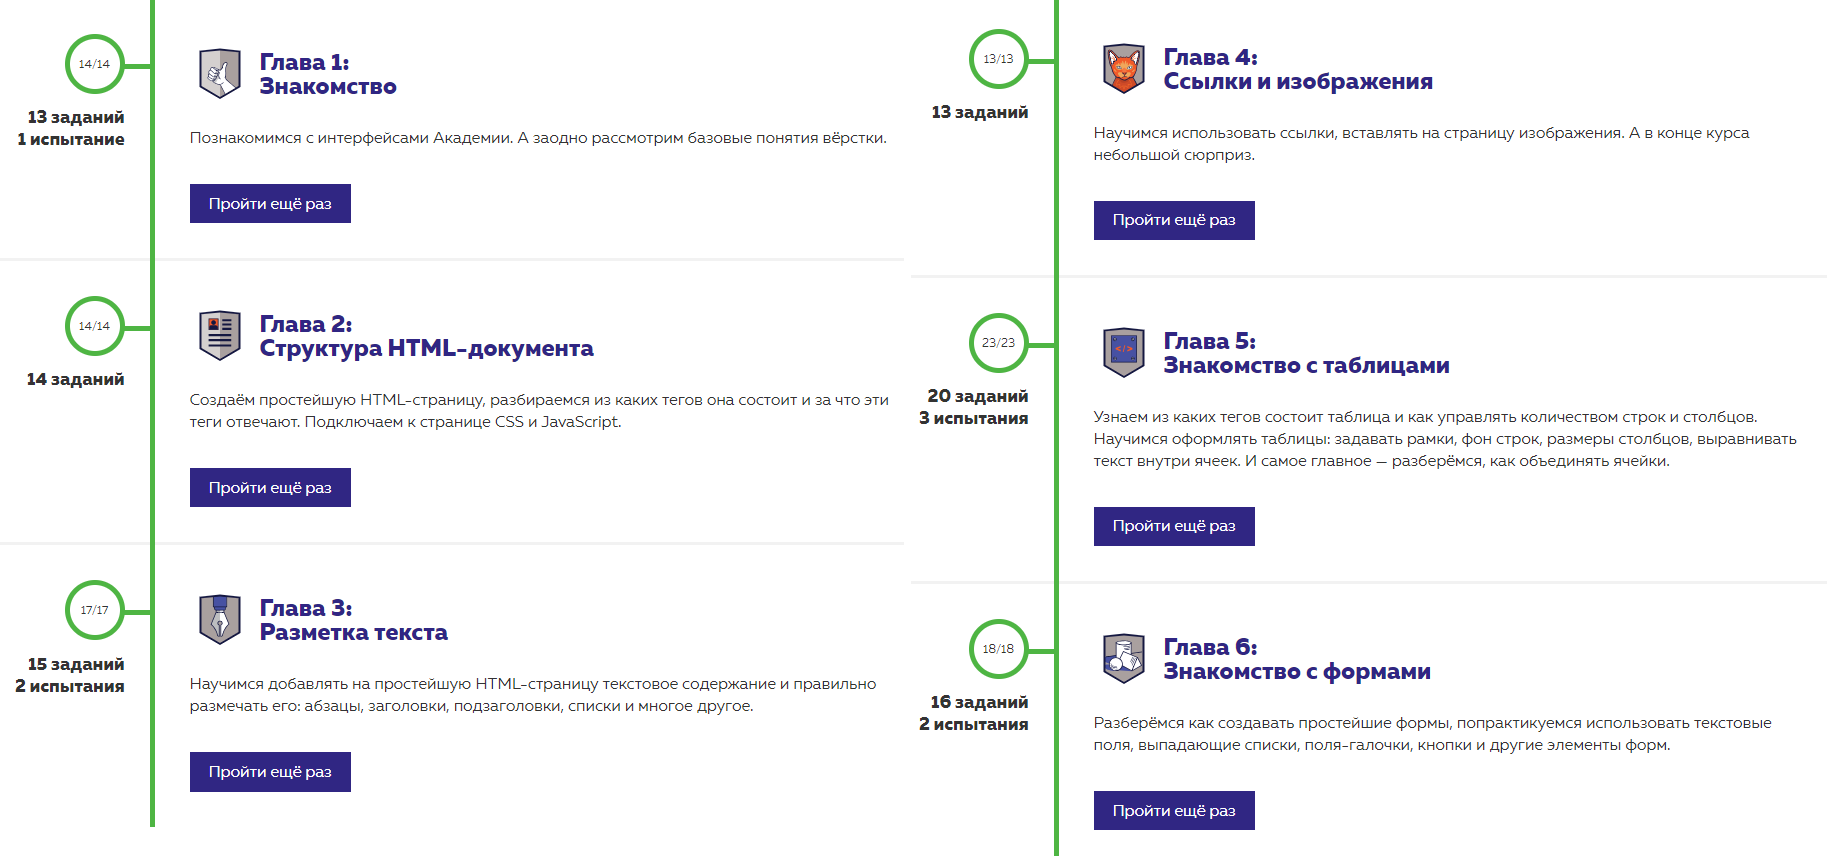 14/14
13 заданий
1 испытание
Глава 1:
Знакомство
Познакомимся с интерфейсами Академии. А заодно рассмотрим базовые понятия вёрстки.
Пройти ещё раз
14/14
14 заданий
Глава 2:
Структура HTML-документа
Создаём простейшую HTML-страницу, разбираемся из каких тегов она состоит и за что эти
теги отвечают. Подключаем к странице CSS и JavaScript.
Пройти ещё раз
17/17
15 заданий
2 испытания
Глава 3:
Разметка текста
Научимся добавлять на простейшую HTML-страницу текстовое содержание и правильно
размечать его: абзацы, заголовки, подзаголовки, списки и многое другое.
Пройти ещё раз
13/13
13 заданий
Глава 4:
Ссылки и изображения
Научимся использовать ссылки, вставлять на страницу изображения. А в конце курса
небольшой сюрприз.
Пройти ещё раз
23/23
20 заданий
3 испытания
</>
Глава 5:
Знакомство с таблицами
Узнаем из каких тегов состоит таблица и как управлять количеством строк и столбцов.
Научимся оформлять таблицы: задавать рамки, фон строк, размеры столбцов, выравнивать
текст внутри ячеек. И самое главное — разберёмся, как объединять ячейки.
Пройти ещё раз
18/18
16 заданий
2 испытания
Глава 6:
Знакомство с формами
Разберёмся как создавать простейшие формы, попрактикуемся использовать текстовые
поля, выпадающие списки, поля-галочки, кнопки и другие элементы форм.
Пройти ещё раз